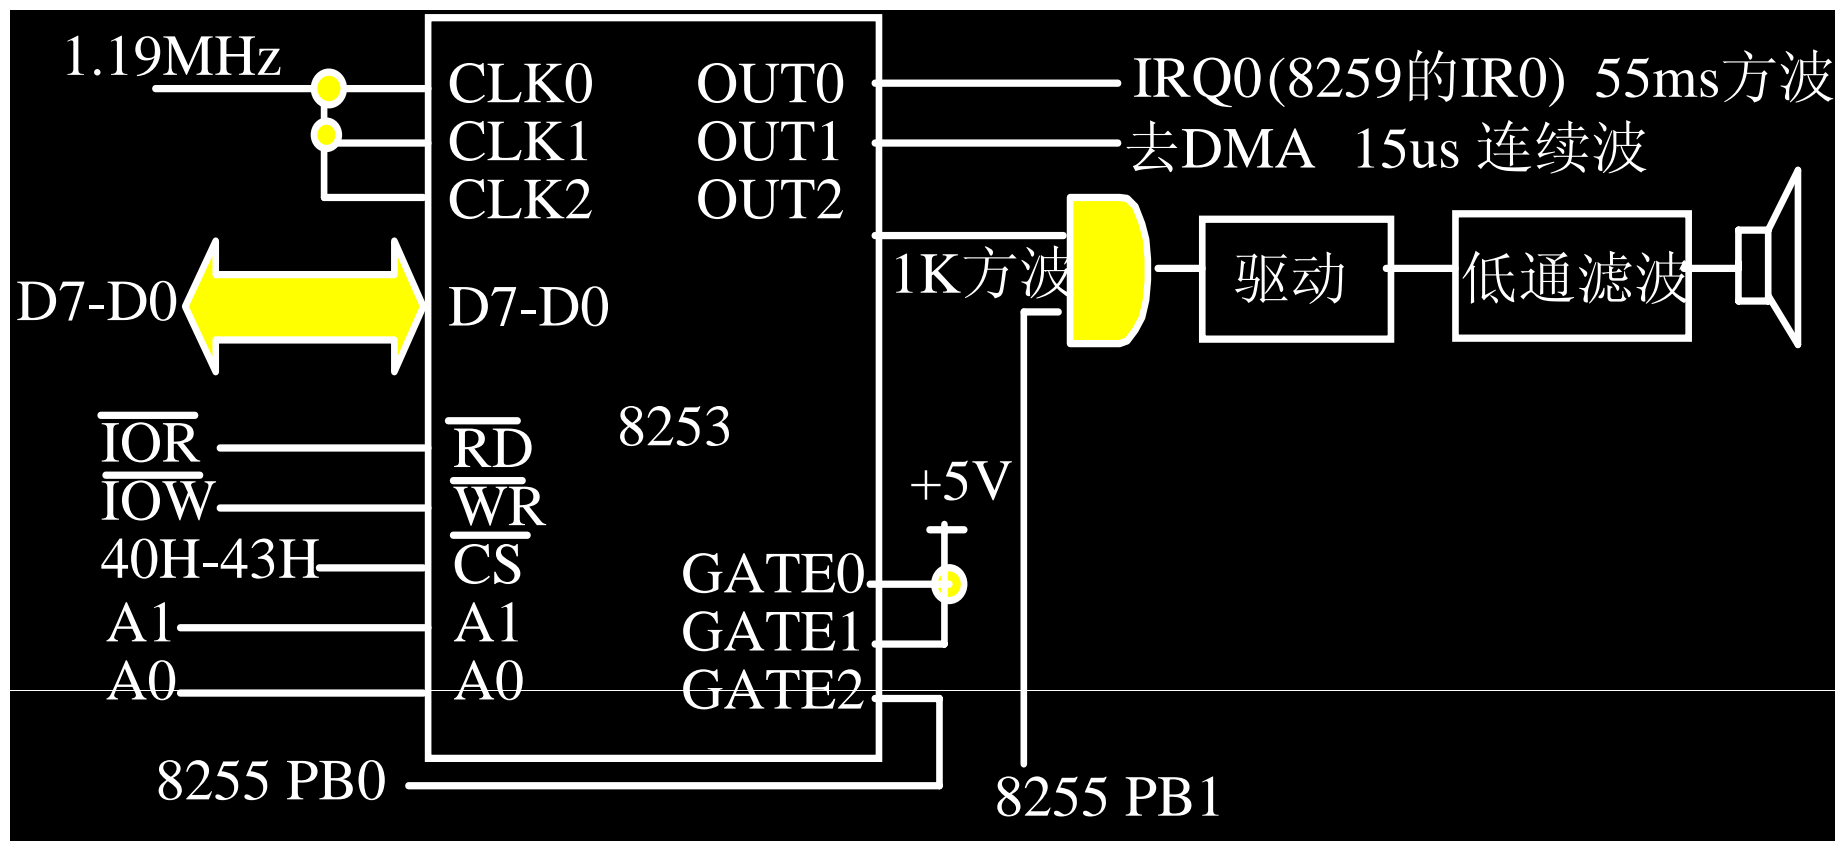 1.19MHz
CLK0 OUT0 IRQ0(8259的IR0) 55ms方波
CLK1 OUT1 去DMA 15us 连续波
CLK2 OUT2
1K方波 驱动 低通滤波
D7-D0 D7-D0
8253
IOR RD
IOW WR
+5V
40H-43H CS
GATE0
A1 A1 GATE1
A0 A0 GATE2
8255 PB0 8255 PB1